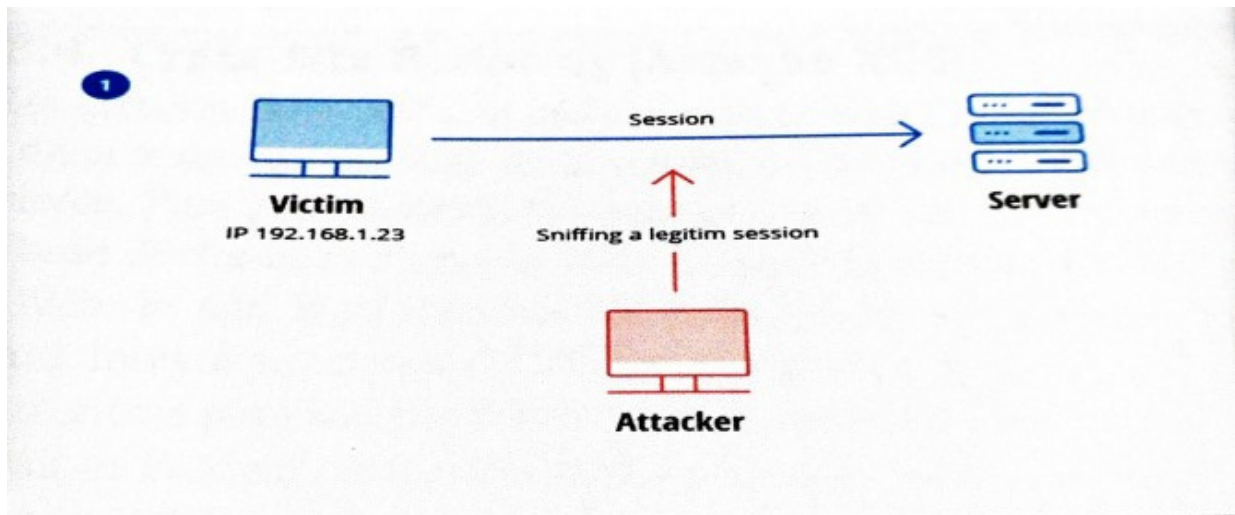 1
Session
Victim
IP 192.168.1.23
Server
Sniffing a legitim session
Attacker